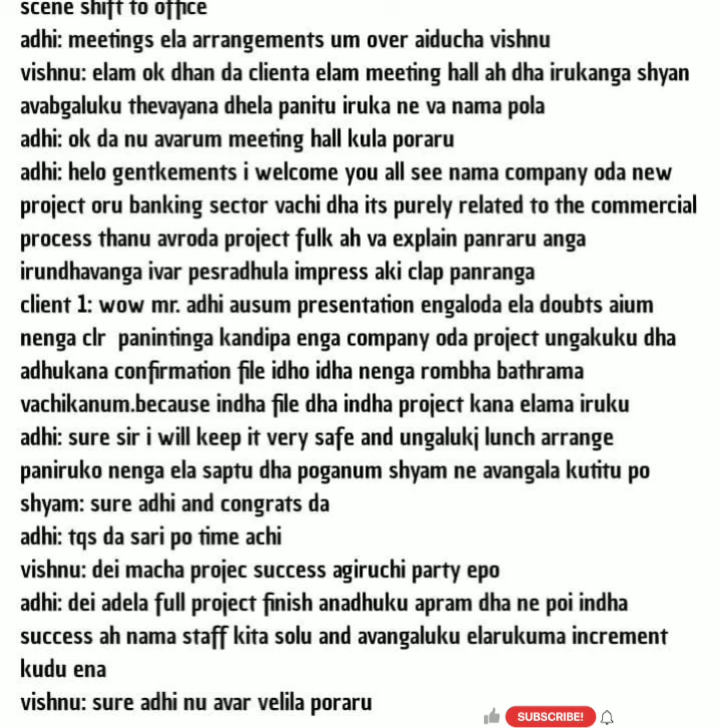 scene shift to office
adhi: meetings ela arrangements um over aiducha vishnu
vishnu: elam ok dhan da clienta elam meeting hall ah dha irukanga shyan
avabgaluku thevayana dhela panitu iruka ne va nama pola
adhi: ok da nu avarum meeting hall kula poraru
adhi: helo gentkements i welcome you all see nama company oda new
project oru banking sector vachi dha its purely related to the commercial
process thanu avroda project fulk ah va explain panraru anga
irundhavanga ivar pesradhula impress aki clap panranga
client 1: wow mr. adhi ausum presentation engaloda ela doubts aium
nenga clr panintinga kandipa enga company oda project ungakuku dha
adhukana confirmation file idho idha nenga rombha bathrama
vachikanum.because indha file dha indha project kana elama iruku
adhi: sure sir i will keep it very safe and ungalukj lunch arrange
paniruko nenga ela saptu dha poganum shyam ne avangala kutitu po
shyam: sure adhi and congrats da
adhi: tqs da sari po time achi
vishnu: dei macha projec success agiruchi party epo
adhi: dei adela full project finish anadhuku apram dha ne poi indha
success ah nama staff kita solu and avangaluku elarukuma increment
kudu ena
vishnu: sure adhi nu avar velila poraru
SUBSCRIBE!